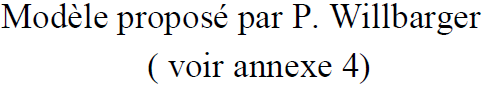 Modèle proposé par P. Willbarger
( voir annexe 4)